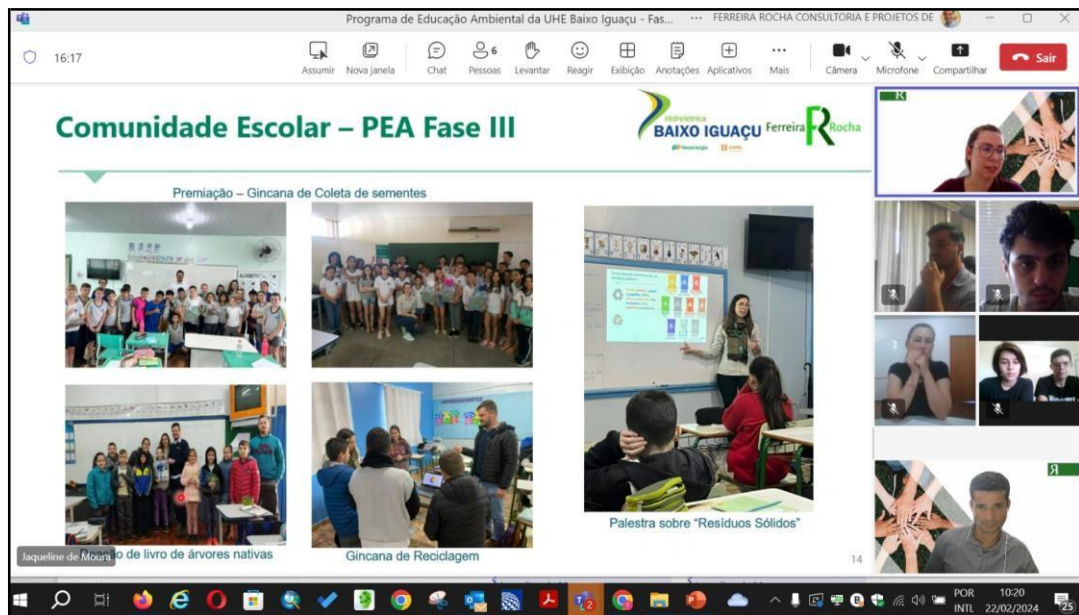 Programa de Educação Ambiental da UHE Baixo Iguaçu - Fas...
FERREIRA ROCHA CONSULTORIA E PROJETOS DE
16:17
Assumir
Nova janela
Chat
6
Pessoas
Levantar
Reagir
Exibição
Anotações
Aplicativos
Mais
Câmera
Microfone
Compartilhar
Sair
Comunidade Escolar – PEA Fase III
Hidrelétrica
BAIXO IGUAÇU
Ferreira Rocha
Premiação – Gincana de Coleta de sementes
Palestra sobre “Resíduos Sólidos”
de livro de árvores nativas
Gincana de Reciclagem
14
Jaqueline de Moura
POR
INTL
10:20
22/02/2024